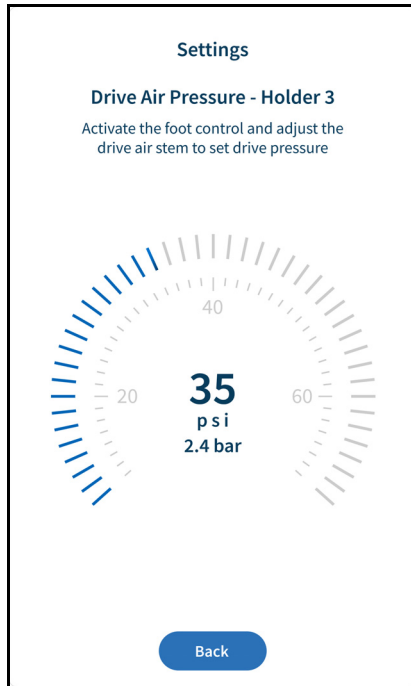 Settings
Drive Air Pressure - Holder 3
Activate the foot control and adjust the
drive air stem to set drive pressure
40
20
35
60
psi
2.4 bar
Back